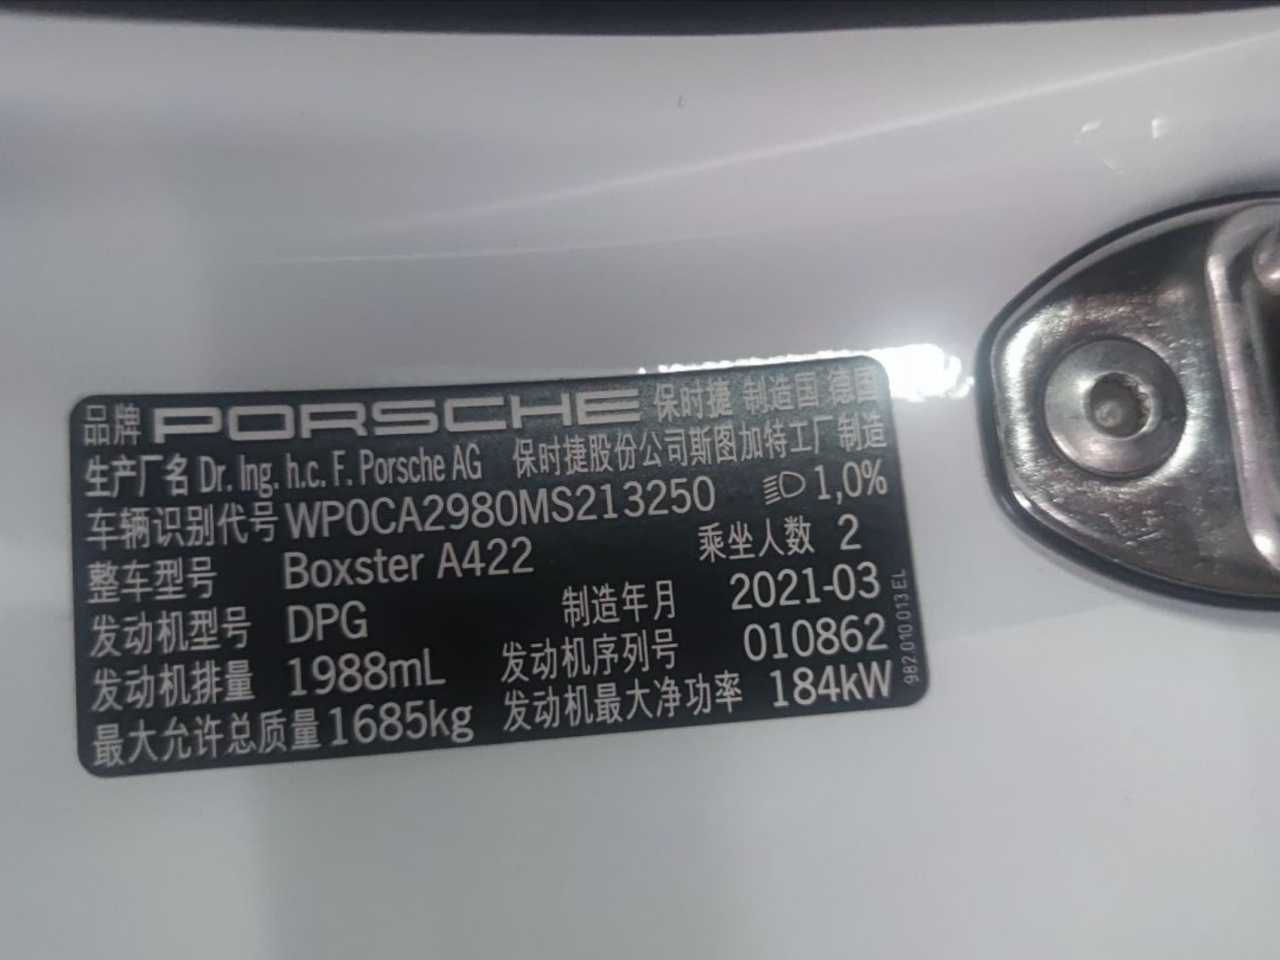 品牌 PORSCHE 保时捷 制造国 德国
生产厂名 Dr. Ing. h.c. F. Porsche AG 保时捷股份公司斯图加特工厂制造
车辆识别代号 WP0CA2980MS213250 1,0%
整车型号 Boxster A422 乘坐人数 2
发动机型号 DPG 制造年月 2021-03
发动机排量 1988mL 发动机序列号 010862
最大允许总质量 1685kg 发动机最大净功率 184kW
982.010.013 EL